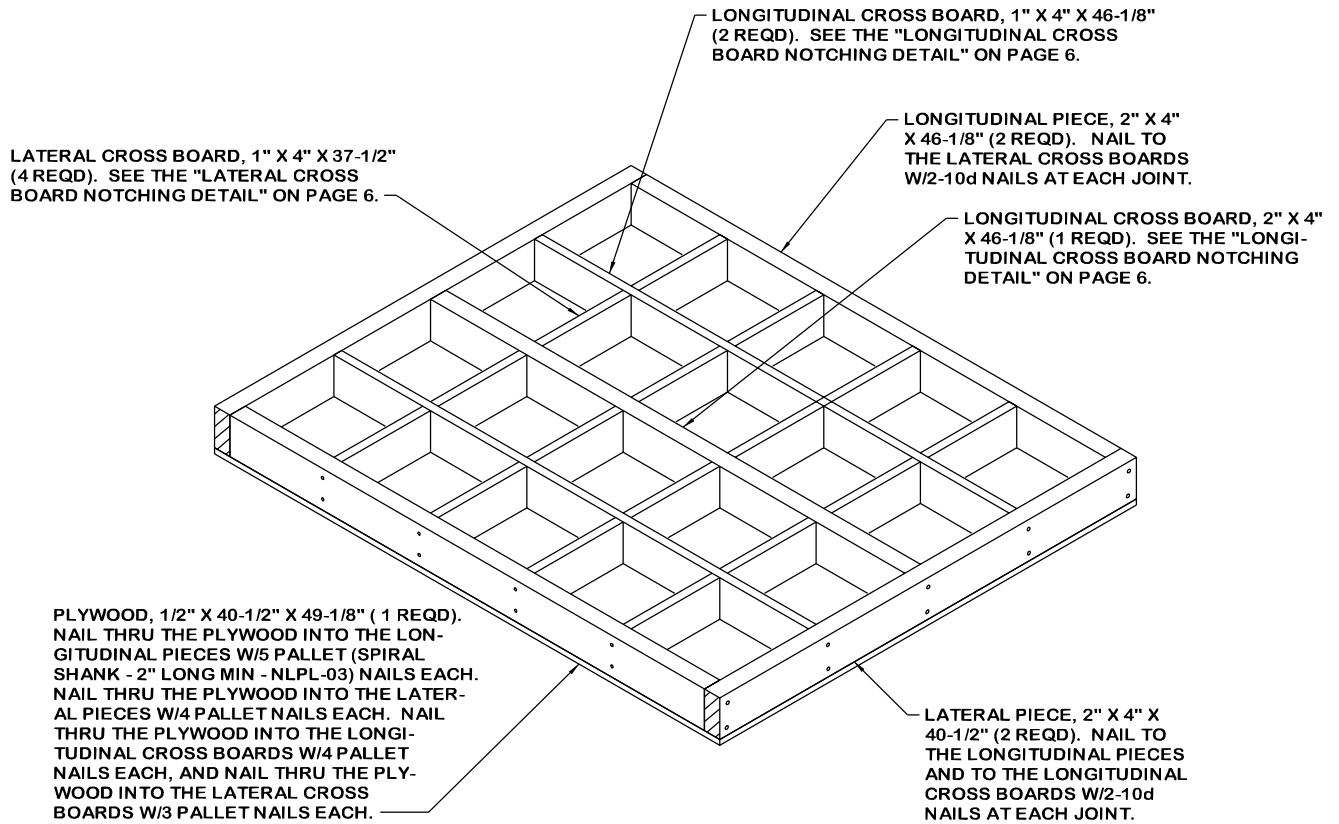 LONGITUDINAL CROSS BOARD, 1" X 4" X 46-1/8"
(2 REQD).  SEE THE "LONGITUDINAL CROSS
BOARD NOTCHING DETAIL" ON PAGE 6.
LONGITUDINAL PIECE, 2" X 4"
X 46-1/8" (2 REQD).  NAIL TO
THE LATERAL CROSS BOARDS
W/2-10d NAILS AT EACH JOINT.
LATERAL CROSS BOARD, 1" X 4" X 37-1/2"
(4 REQD).  SEE THE "LATERAL CROSS
BOARD NOTCHING DETAIL" ON PAGE 6.
LONGITUDINAL CROSS BOARD, 2" X 4"
X 46-1/8" (1 REQD).  SEE THE "LONGI-
TUDINAL CROSS BOARD NOTCHING
DETAIL" ON PAGE 6.
PLYWOOD, 1/2" X 40-1/2" X 49-1/8" ( 1 REQD).
NAIL THRU THE PLYWOOD INTO THE LON-
GITUDINAL PIECES W/5 PALLET (SPIRAL
SHANK - 2" LONG MIN - NLPL-03) NAILS EACH.
NAIL THRU THE PLYWOOD INTO THE LATER-
AL PIECES W/4 PALLET NAILS EACH.  NAIL
THRU THE PLYWOOD INTO THE LONGI-
TUDINAL CROSS BOARDS W/4 PALLET
NAILS EACH, AND NAIL THRU THE PLY-
WOOD INTO THE LATERAL CROSS
BOARDS W/3 PALLET NAILS EACH.
LATERAL PIECE, 2" X 4" X
40-1/2" (2 REQD).  NAIL TO
THE LONGITUDINAL PIECES
AND TO THE LONGITUDINAL
CROSS BOARDS W/2-10d
NAILS AT EACH JOINT.